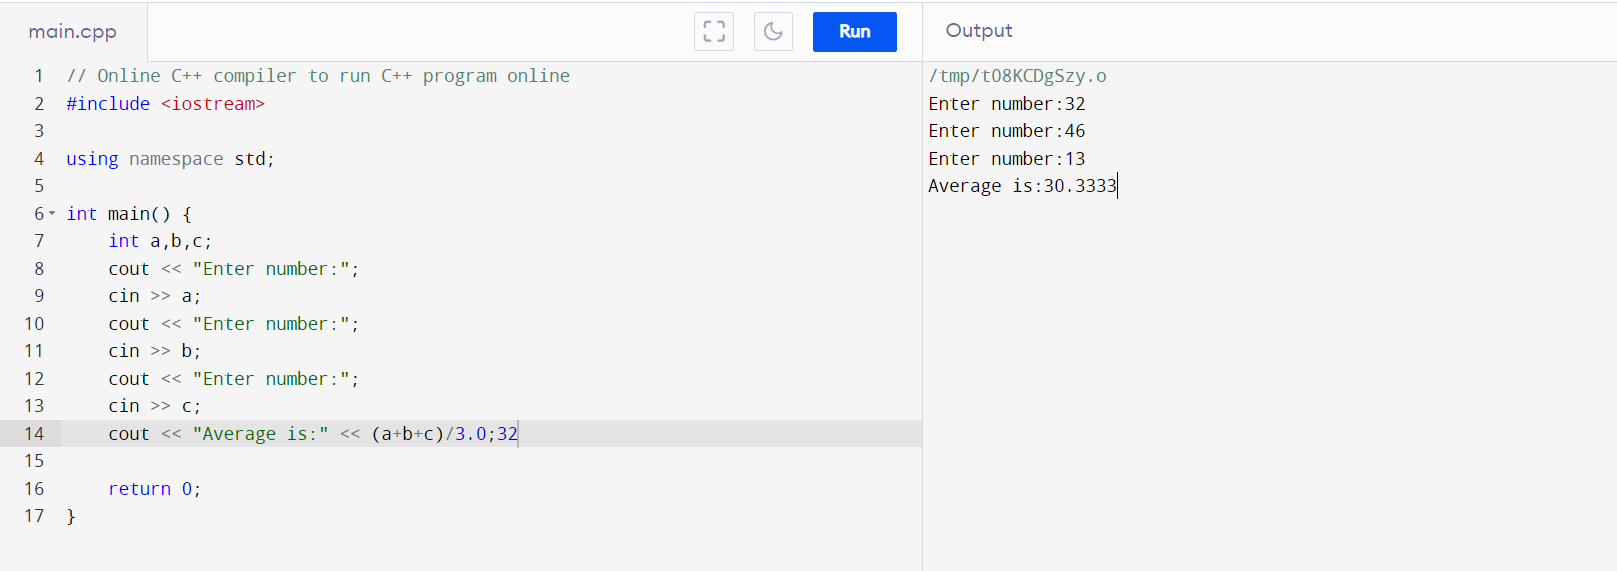 main.cpp
Run
Output
1 // Online C++ compiler to run C++ program online
2 #include <iostream>
3
4 using namespace std;
5
6 int main() {
7     int a,b,c;
8     cout << "Enter number:";
9     cin >> a;
10     cout << "Enter number:";
11     cin >> b;
12     cout << "Enter number:";
13     cin >> c;
14     cout << "Average is:" << (a+b+c)/3.0;32
15
16     return 0;
17 }
/tmp/t08KCDgSzy.o
Enter number:32
Enter number:46
Enter number:13
Average is:30.3333